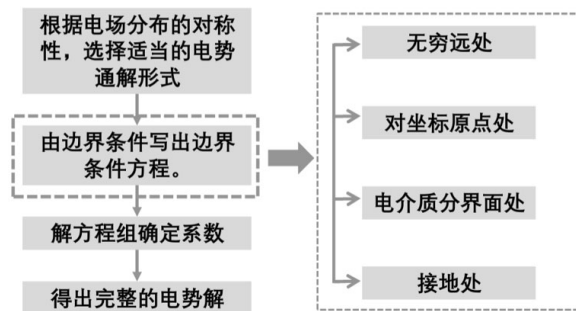 根据电场分布的对称
性，选择适当的电势
通解形式
由边界条件写出边界
条件方程。
解方程组确定系数
得出完整的电势解
无穷远处
对坐标原点处
电介质分界面处
接地处